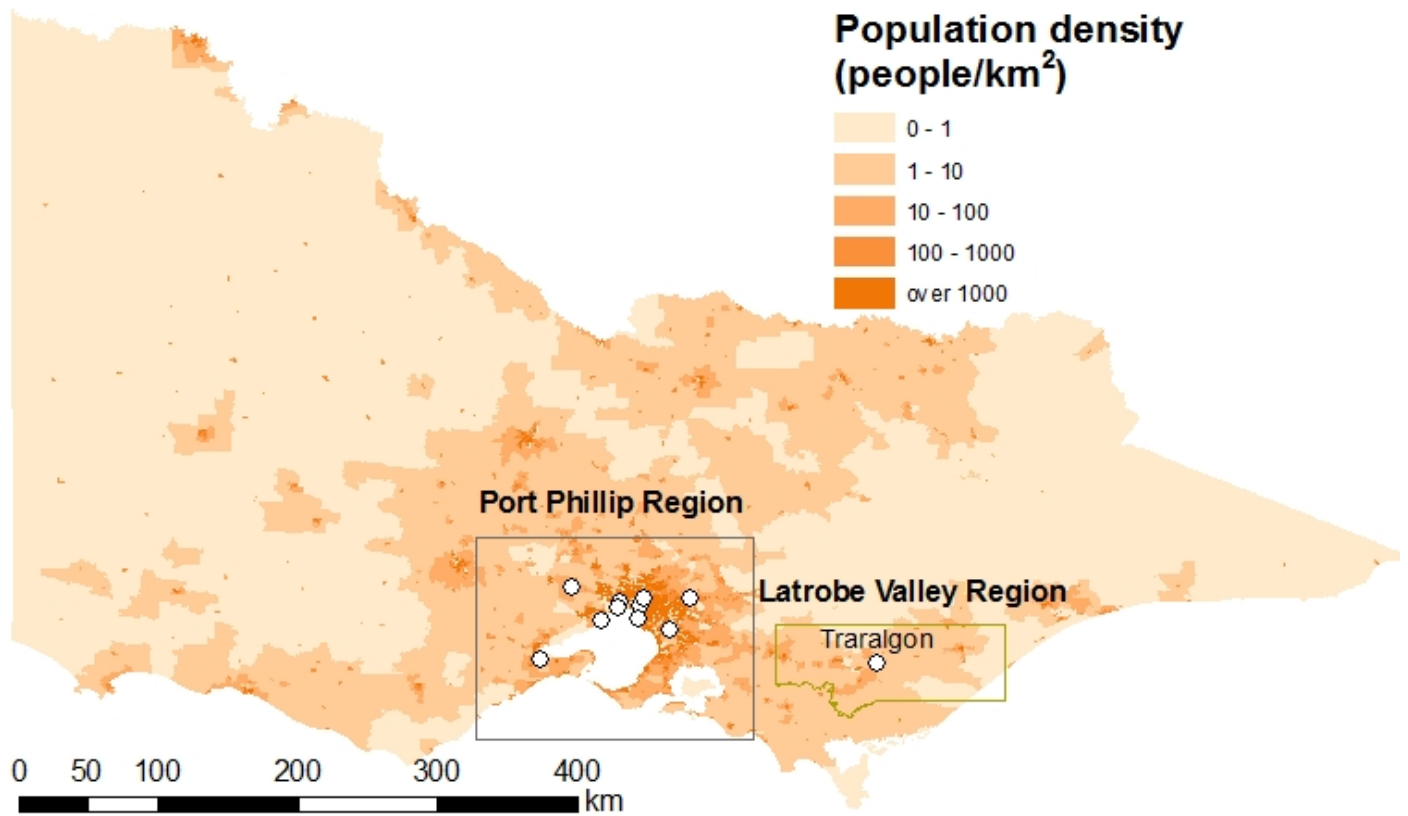 Population density
(people/km²)
0 - 1
1 - 10
10 - 100
100 - 1000
over 1000
Port Phillip Region
Latrobe Valley Region
Traralgon
0 50 100 200 300 400
km